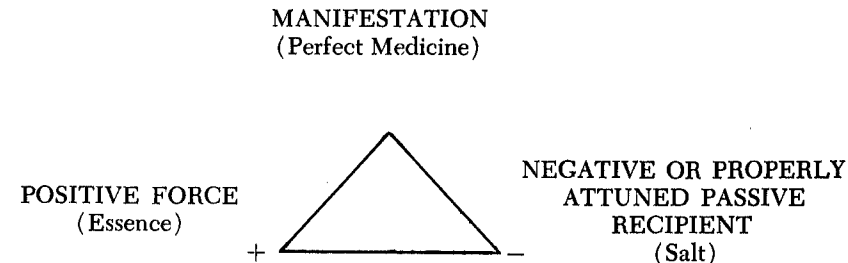 MANIFESTATION
(Perfect Medicine)
POSITIVE FORCE
(Essence)
+
NEGATIVE OR PROPERLY
ATTUNED PASSIVE
RECIPIENT
(Salt)
–